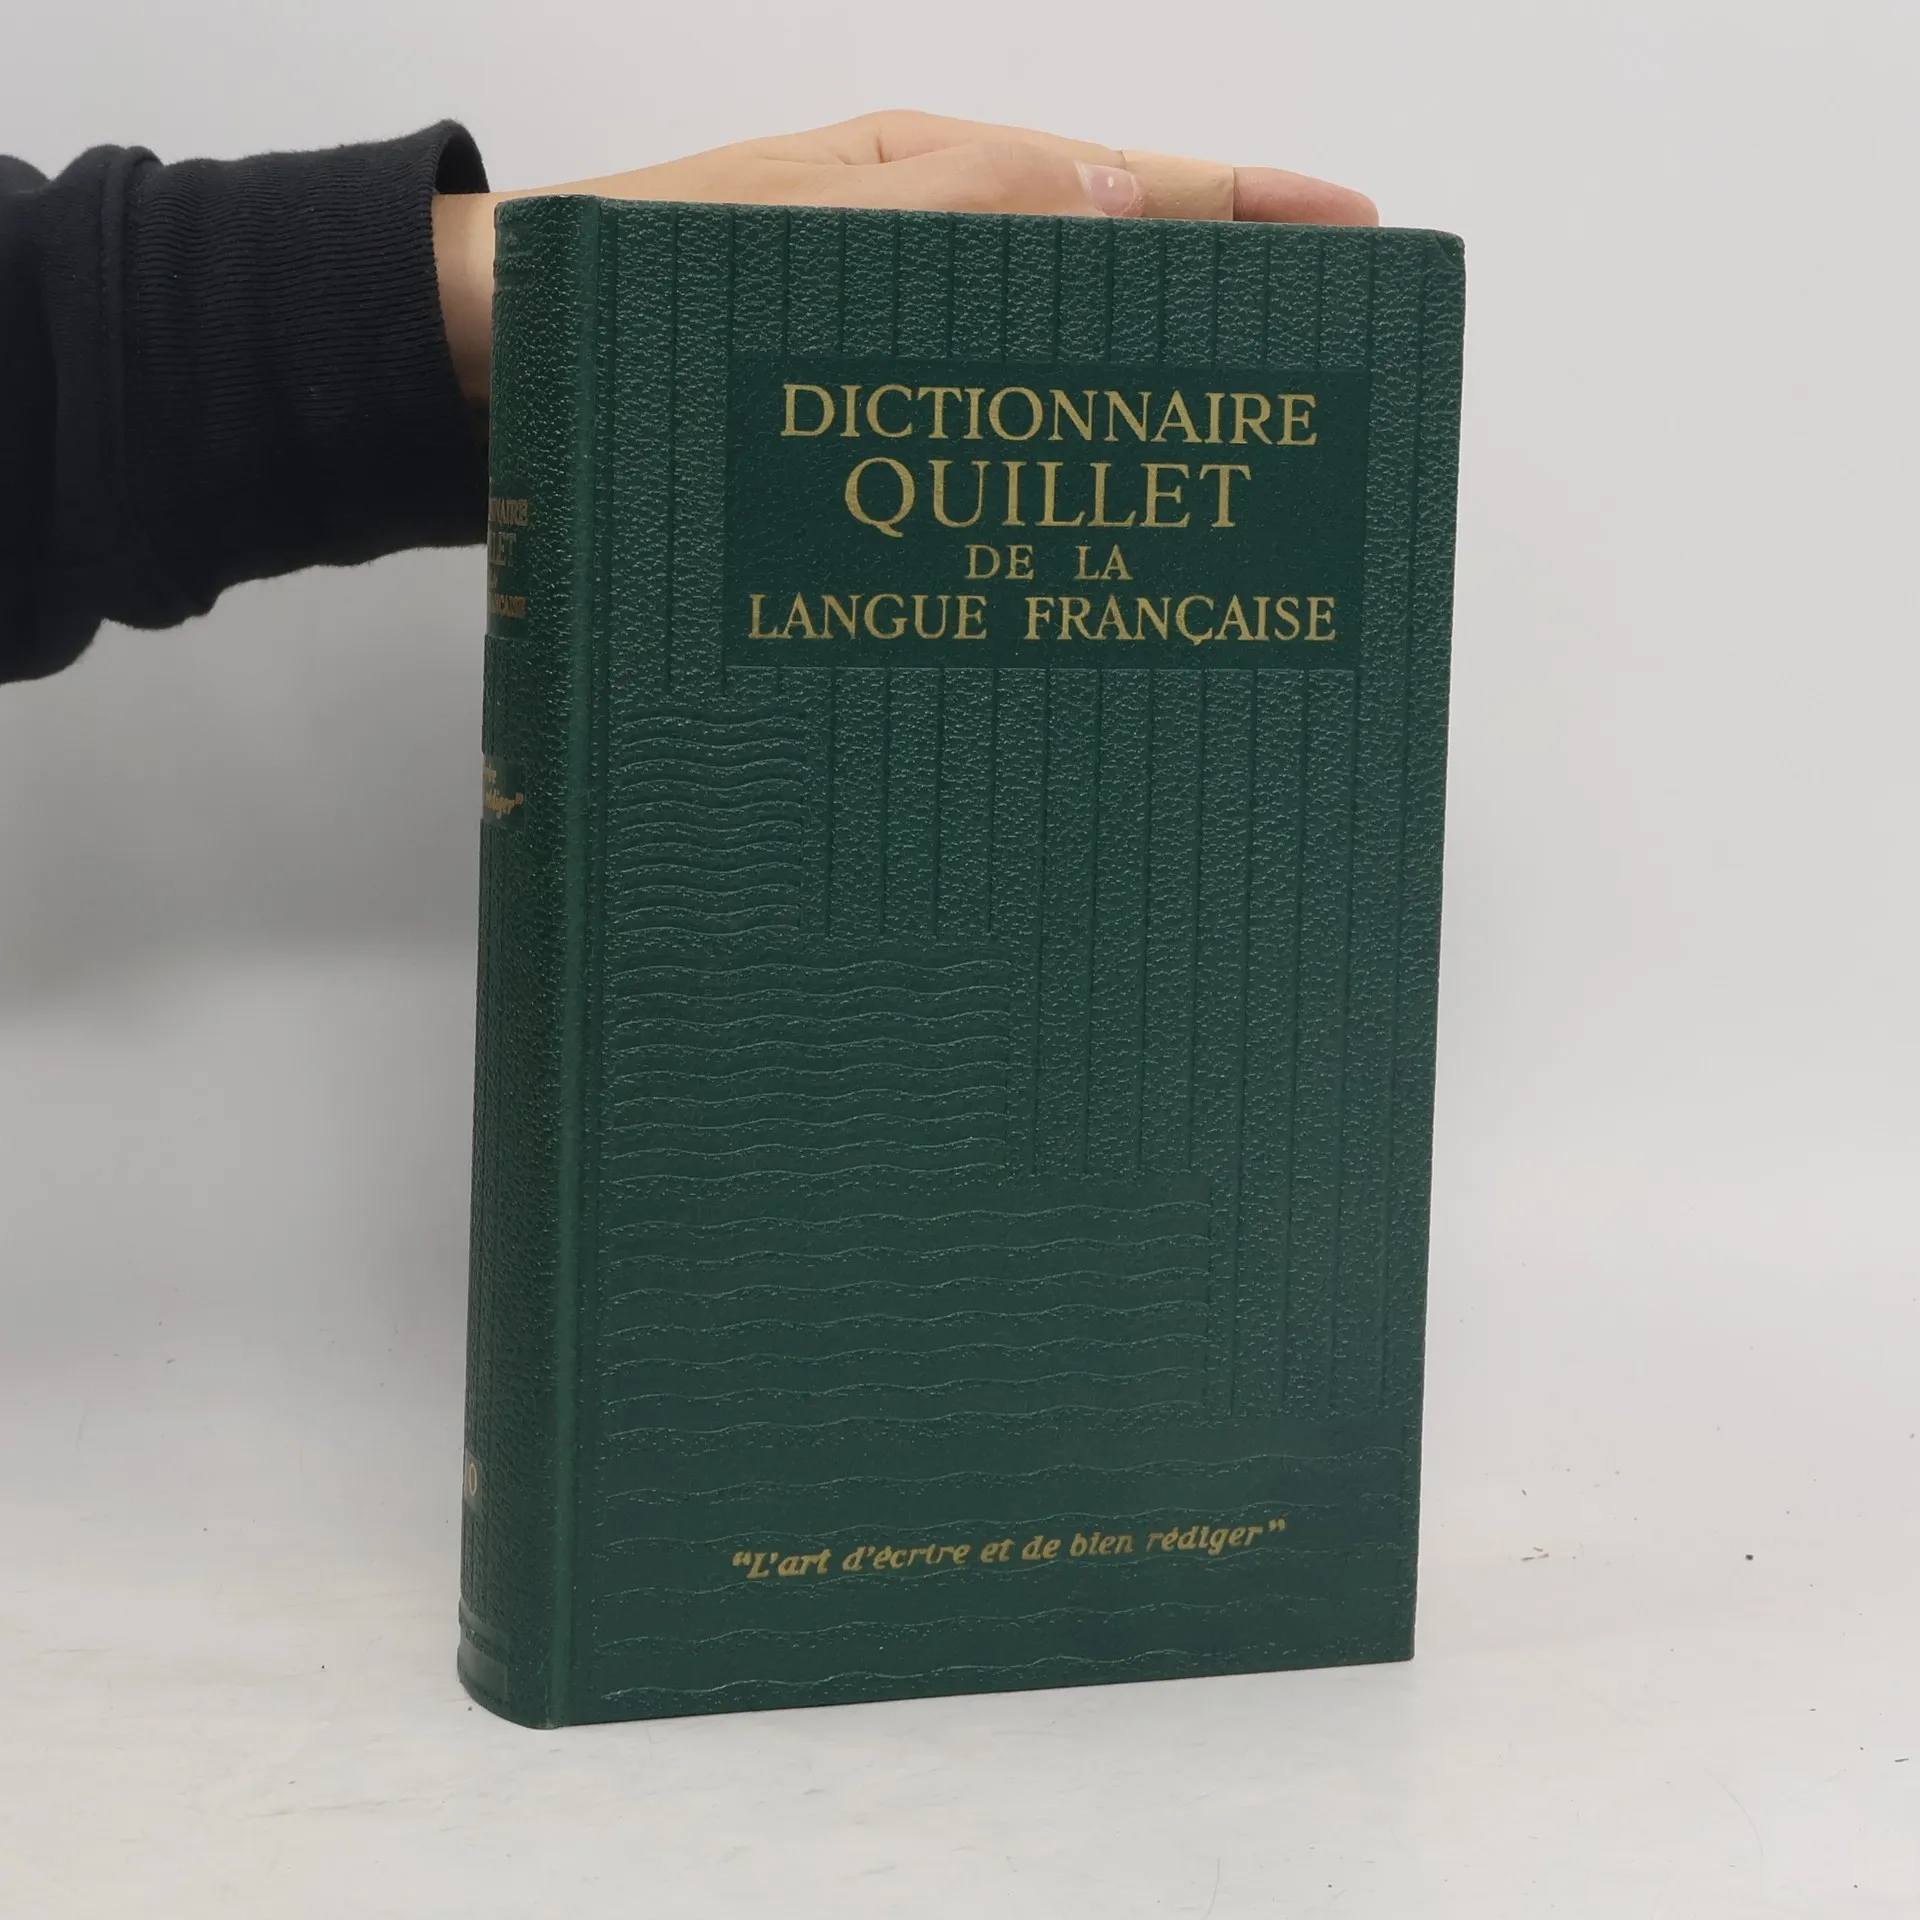 DICTIONNAIRE
QUILLET
DE LA
LANGUE FRANÇAISE
“L'art d'écrire et de bien rédiger”